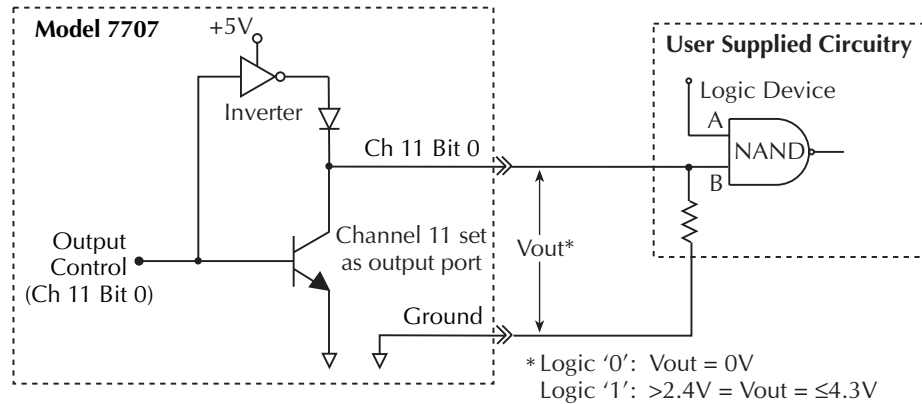 Model 7707
+5V
Inverter
Ch 11 Bit 0
Output
Control
(Ch 11 Bit 0)
Channel 11 set
as output port
Ground
Vout*
User Supplied Circuitry
Logic Device
A
NAND
B
*Logic ‘0’: Vout = 0V
Logic ‘1’: >2.4V = Vout = ≤4.3V